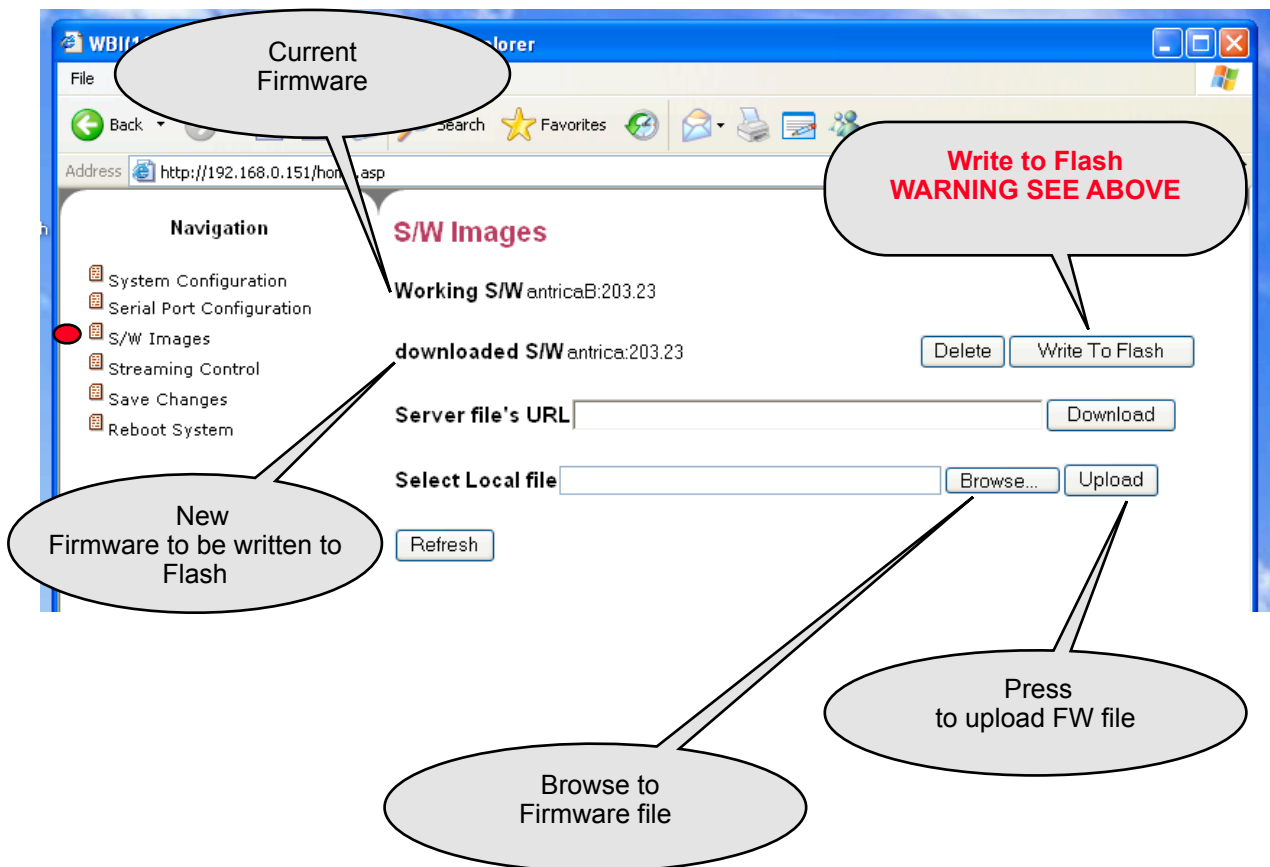 WBI(1
lorer
Current
Firmware
File
Back
Search
Favorites
Address
http://192.168.0.151/hom
.asp
Write to Flash
WARNING SEE ABOVE
Navigation
System Configuration
Serial Port Configuration
S/W Images
Streaming Control
Save Changes
Reboot System
S/W Images
Working S/W antricaB:203.23
downloaded S/W antrica:203.23
Delete
Write To Flash
Server file's URL
Download
Select Local file
Browse...
Upload
Refresh
New
Firmware to be written to
Flash
Press
to upload FW file
Browse to
Firmware file